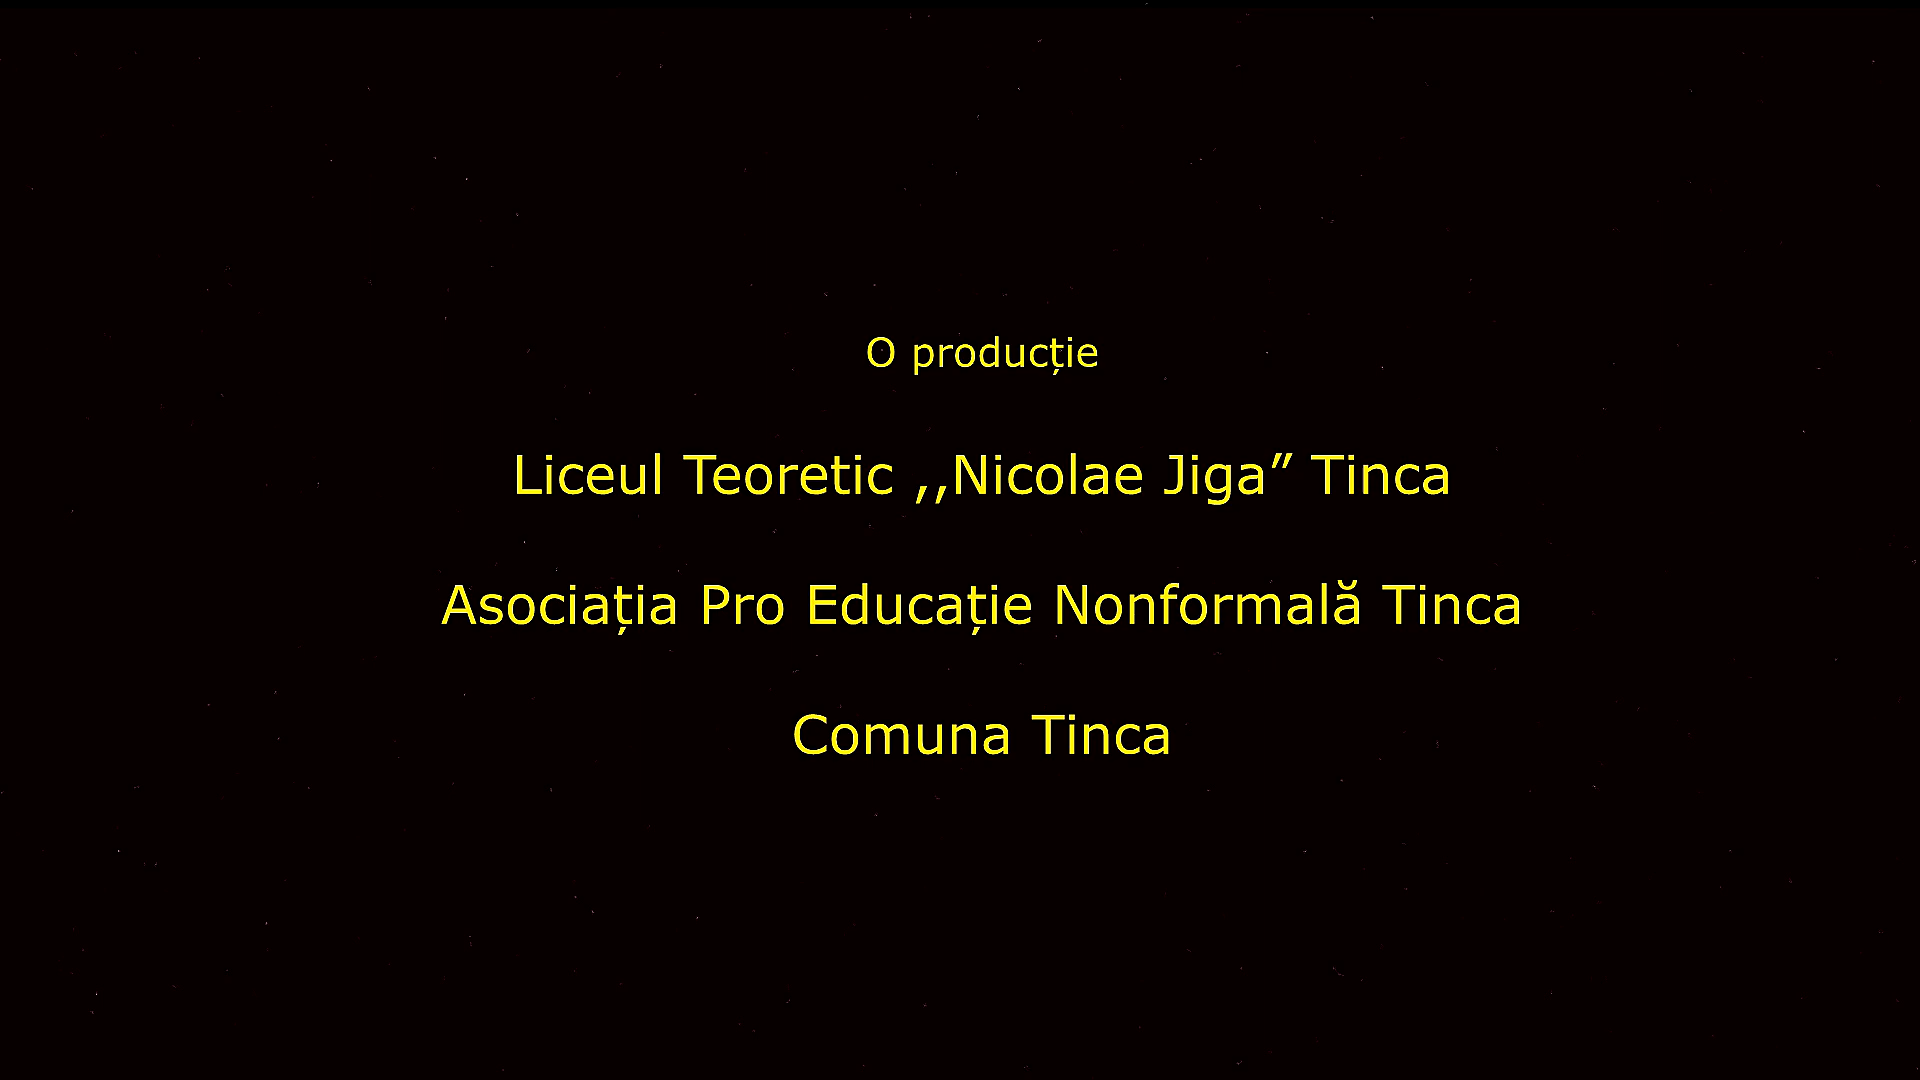 O producție
Liceul Teoretic ,,Nicolae Jiga” Tinca
Asociația Pro Educație Nonformală Tinca
Comuna Tinca